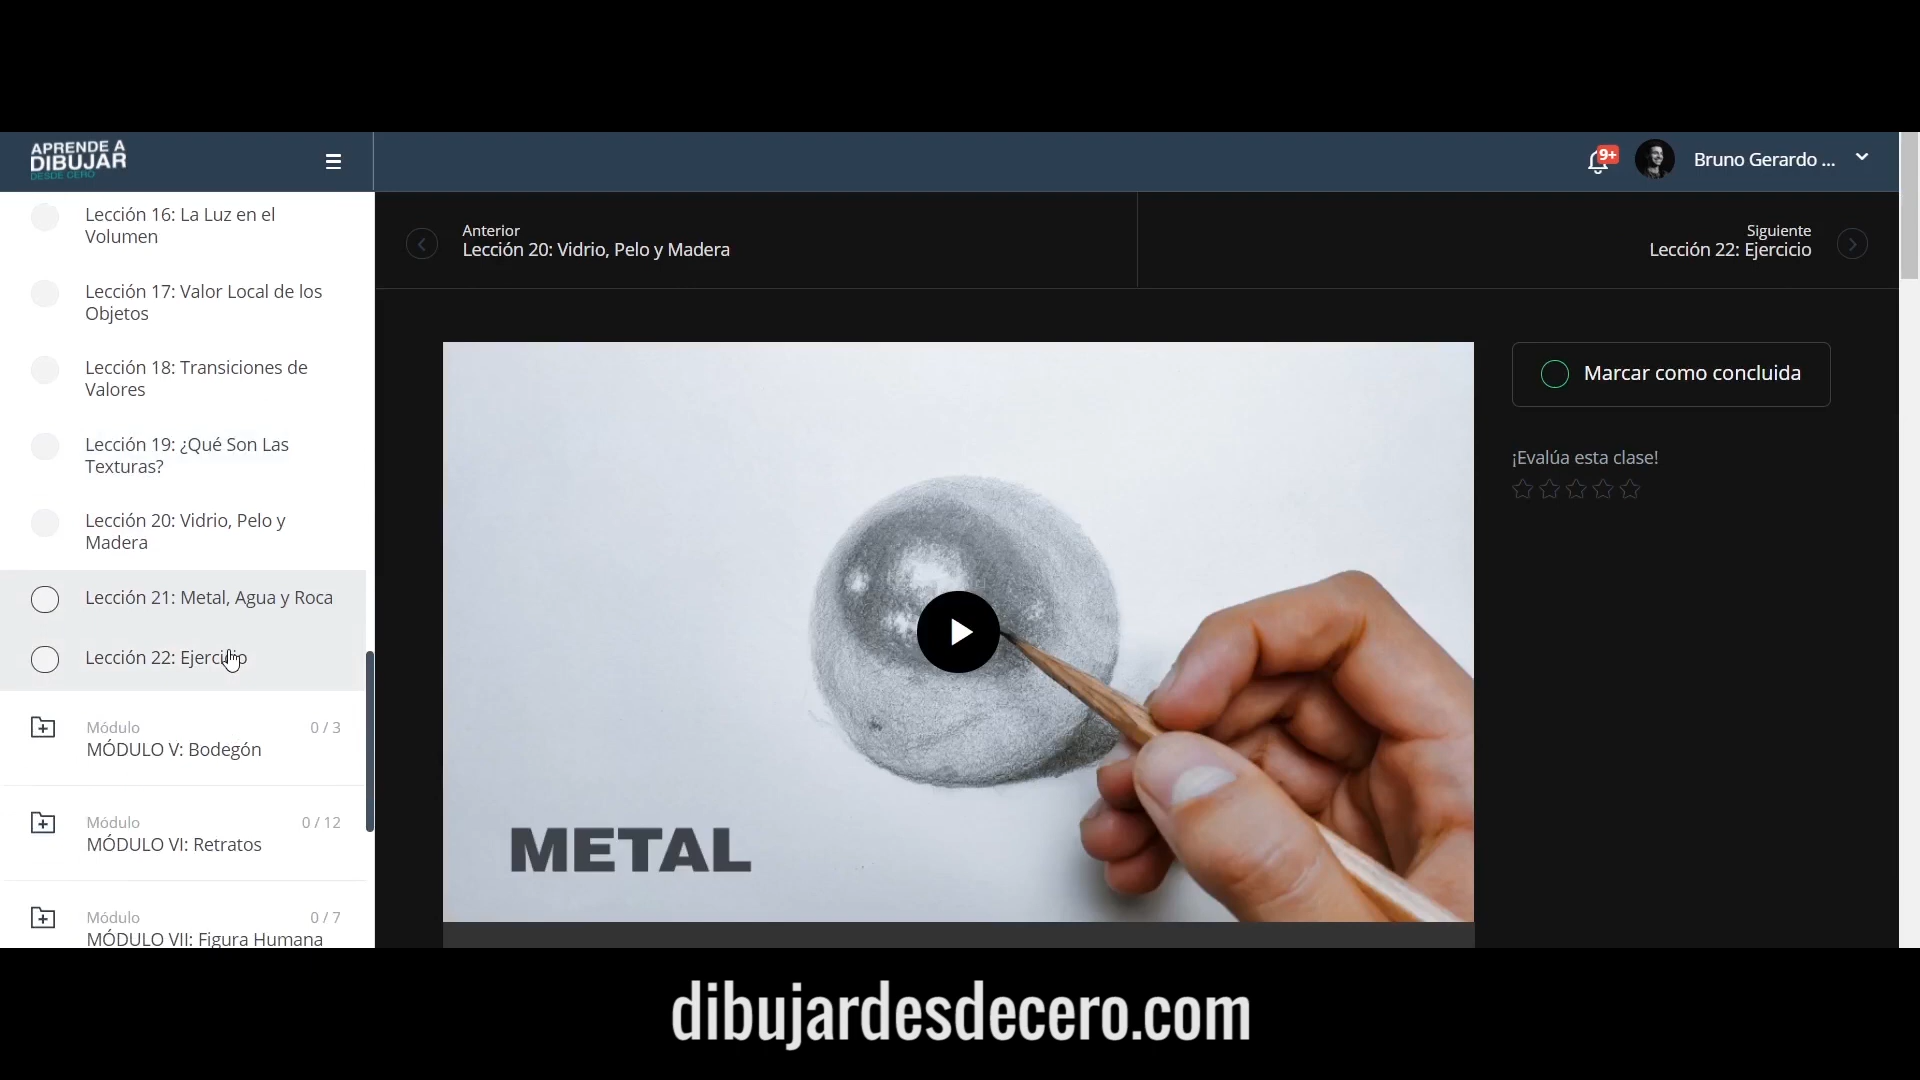 APRENDE A
DIBUJAR
DESDE CERO
9+
Bruno Gerardo ...
Lección 16: La Luz en el
Volumen
Lección 17: Valor Local de los
Objetos
Lección 18: Transiciones de
Valores
Lección 19: ¿Qué Son Las
Texturas?
Lección 20: Vidrio, Pelo y
Madera
Lección 21: Metal, Agua y Roca
Lección 22: Ejercicio
Módulo 0 / 3
MÓDULO V: Bodegón
Módulo 0 / 12
MÓDULO VI: Retratos
Módulo 0 / 7
MÓDULO VII: Figura Humana
Anterior
Lección 20: Vidrio, Pelo y Madera
Siguiente
Lección 22: Ejercicio
METAL
Marcar como concluida
¡Evalúa esta clase!
dibujardesdecero.com